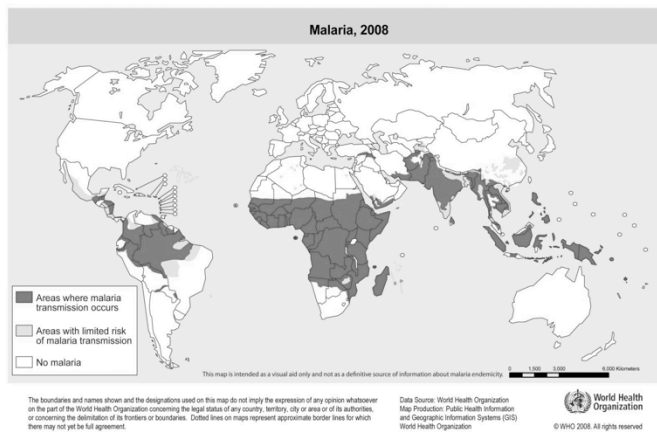 Malaria, 2008
Areas where malaria
transmission occurs
Areas with limited risk
of malaria transmission
No malaria
This map is intended as a visual aid only and not as a definitive source of information about malaria endemicity.
0 1,500 3,000 6,000 Kilometers
The boundaries and names shown and the designations used on this map do not imply the expression of any opinion whatsoever
on the part of the World Health Organization concerning the legal status of any country, territory, city or area or of its authorities,
or concerning the delimitation of its frontiers or boundaries. Dotted lines on maps represent approximate border lines for which
there may not yet be full agreement.
Data Source: World Health Organization
Map Production: Public Health Information
and Geographic Information Systems (GIS)
World Health Organization
World Health
Organization
© WHO 2008. All rights reserved